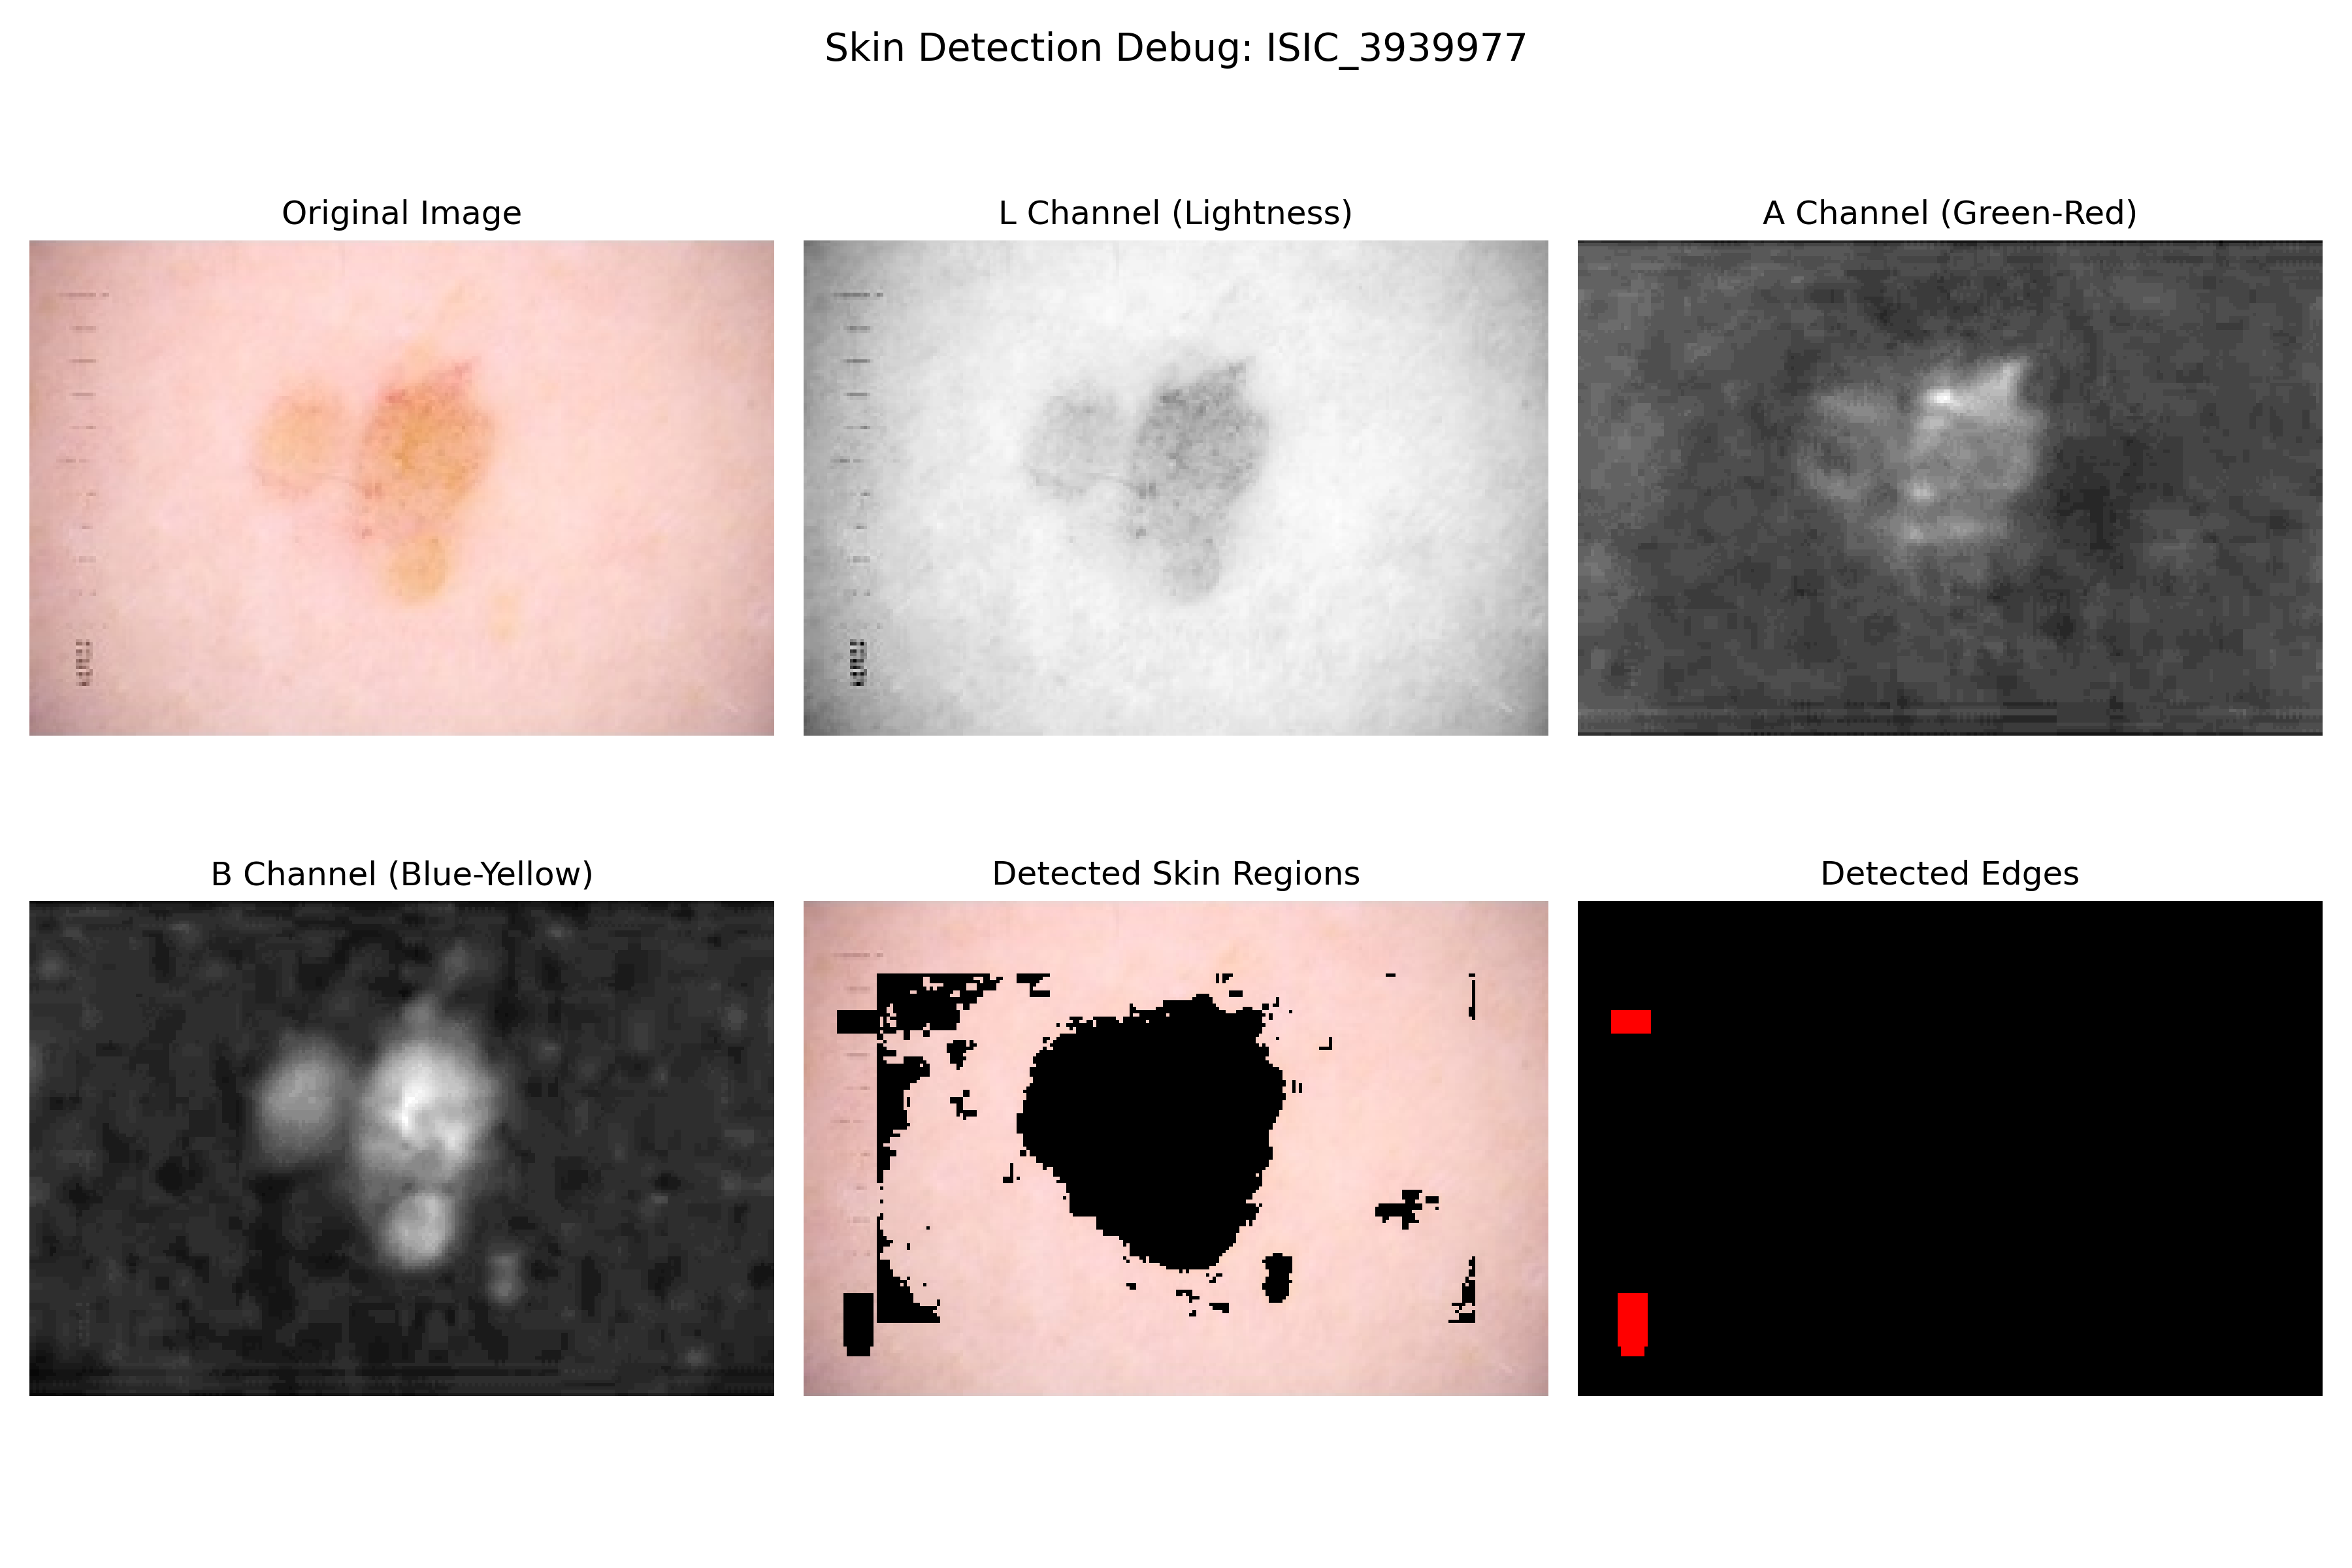 Skin Detection Debug: ISIC_3939977
Original Image
L Channel (Lightness)
A Channel (Green-Red)
B Channel (Blue-Yellow)
Detected Skin Regions
Detected Edges